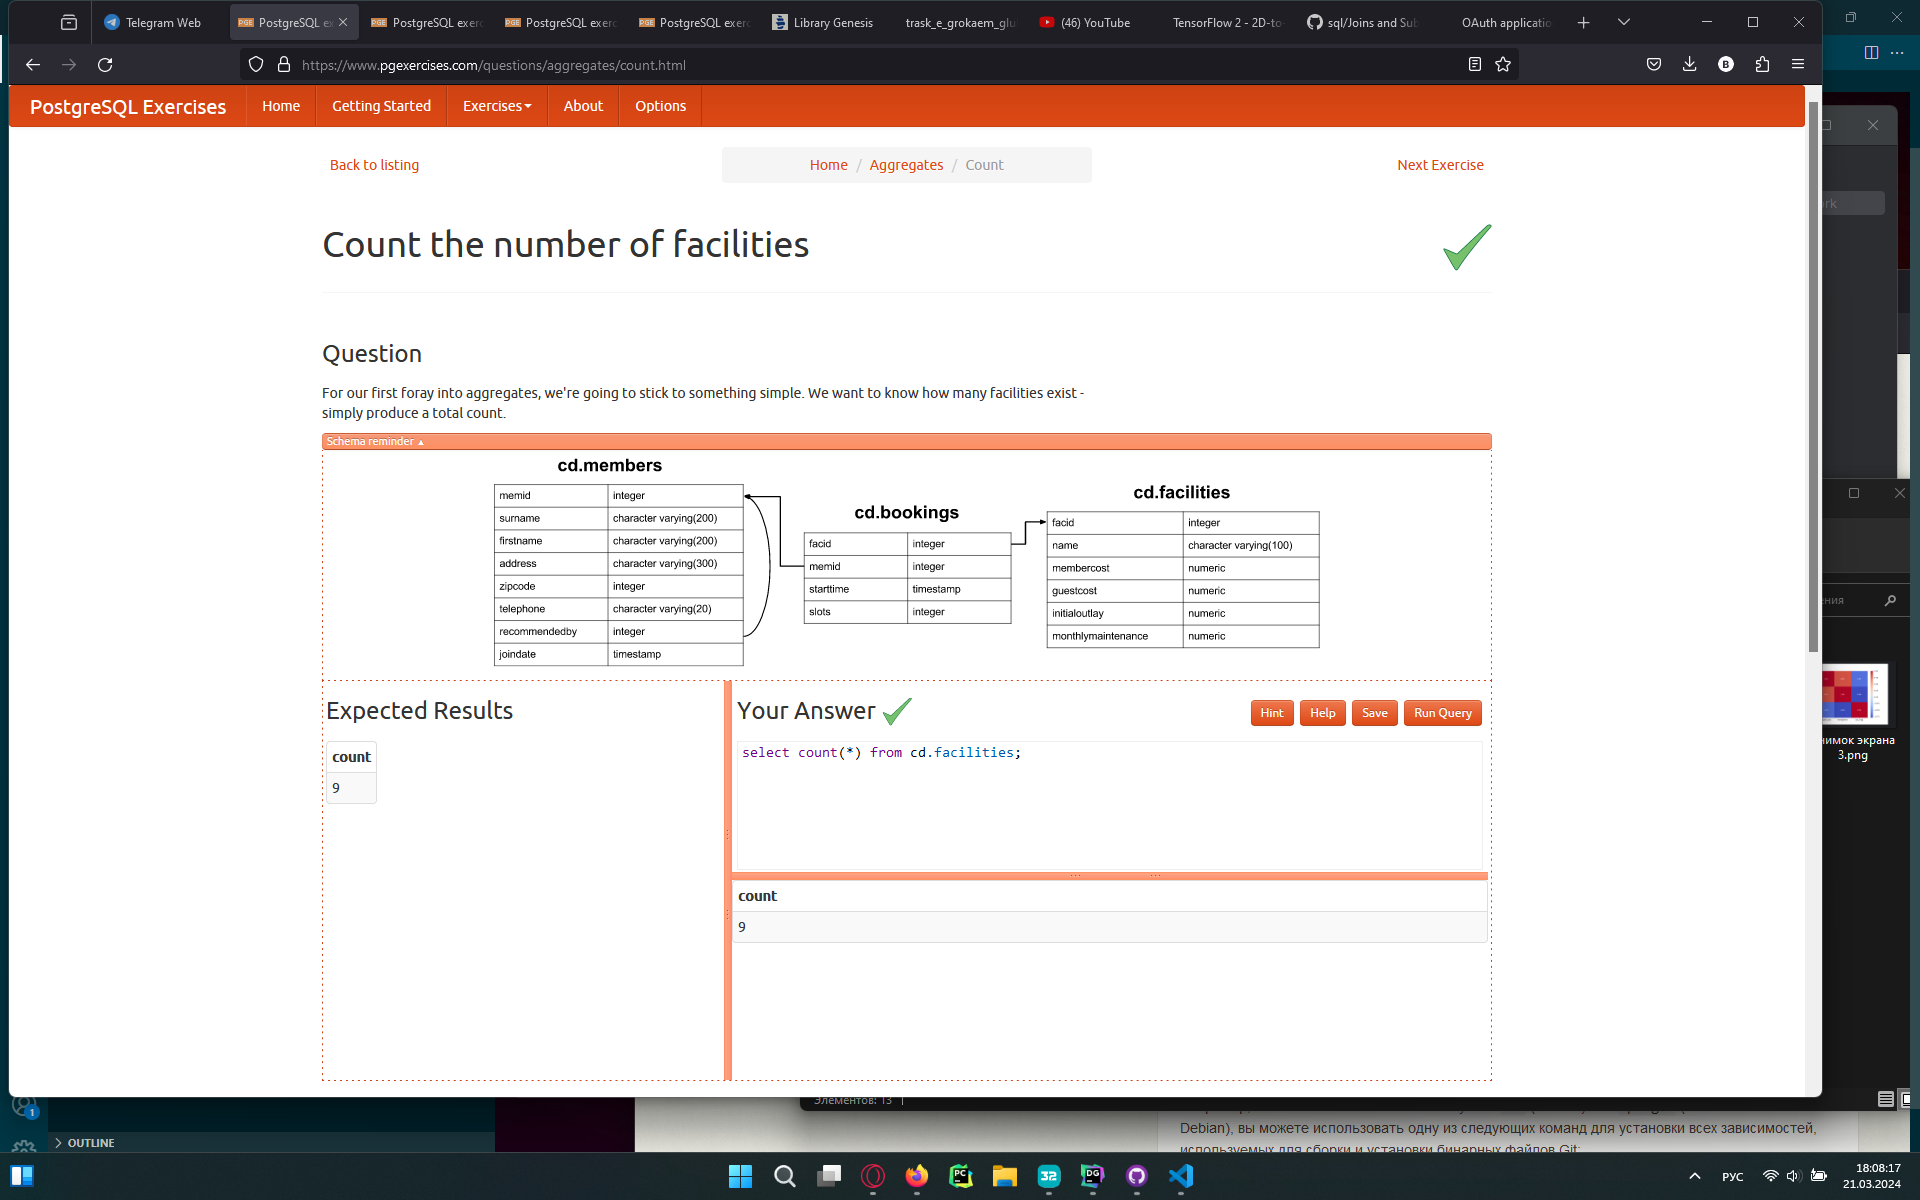 Telegram Web
PostgreSQL ex
PostgreSQL exerc
PostgreSQL exerc
PostgreSQL exerc
Library Genesis
trask_e_grokaem_glu
(46) YouTube
TensorFlow 2 - 2D-to-
sql/Joins and Sub
OAuth applicatio
https://www.pgexercises.com/questions/aggregates/count.html
PostgreSQL Exercises
Home
Getting Started
Exercises
About
Options
Back to listing
Home / Aggregates / Count
Next Exercise
Count the number of facilities
Question
For our first foray into aggregates, we're going to stick to something simple. We want to know how many facilities exist -
simply produce a total count.
Schema reminder ▲
cd.members
memid integer
surname character varying(200)
firstname character varying(200)
address character varying(300)
zipcode integer
telephone character varying(20)
recommendedby integer
joindate timestamp
cd.bookings
facid integer
memid integer
starttime timestamp
slots integer
cd.facilities
facid integer
name character varying(100)
membercost numeric
guestcost numeric
initialoutlay numeric
monthlymaintenance numeric
Expected Results
count
9
Your Answer
Hint
Help
Save
Run Query
select count(*) from cd.facilities;
count
9
нимок экрана
3.png
Элементов: 13
1
OUTLINE
Debian), вы можете использовать одну из следующих команд для установки всех зависимостей,
используемых для сборки и установки бинарных файлов Git:
PC
32
DG
РУС
18:08:17
21.03.2024